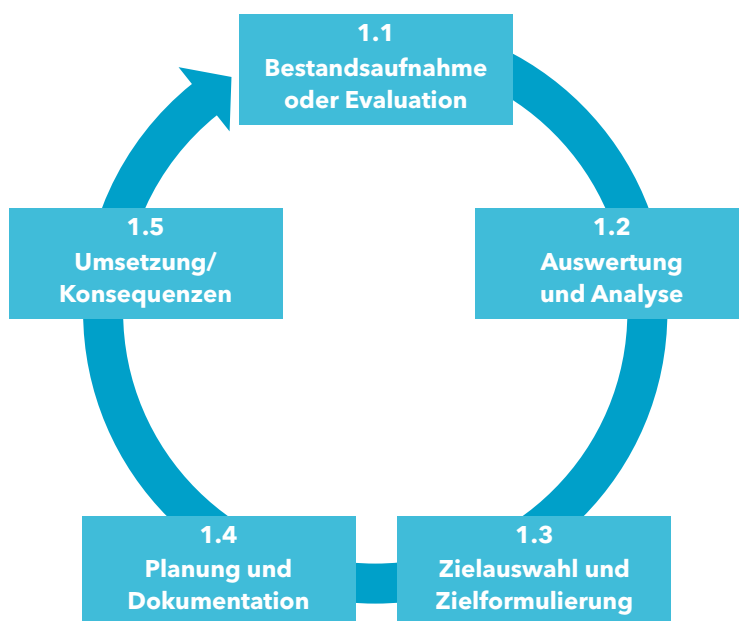 1.1
Bestandsaufnahme
oder Evaluation
1.2
Auswertung
und Analyse
1.3
Zielauswahl und
Zielformulierung
1.4
Planung und
Dokumentation
1.5
Umsetzung/
Konsequenzen